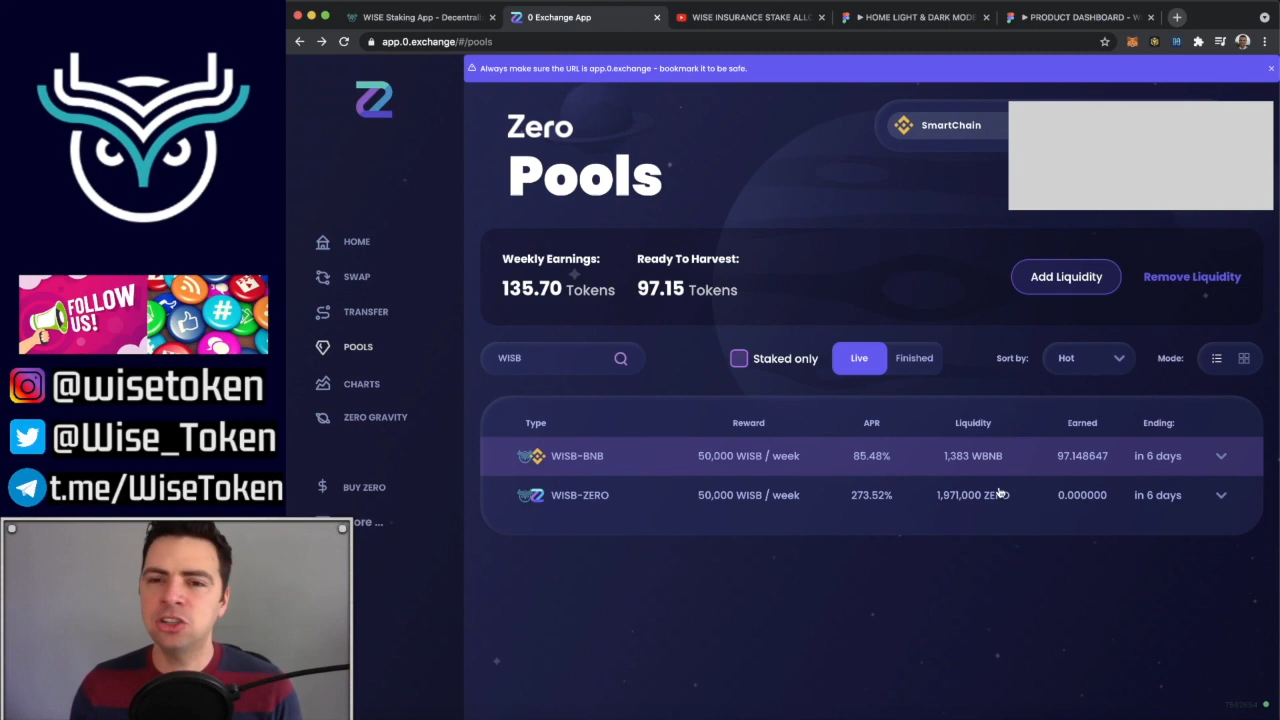 WISE Staking App - Decentrali
0 Exchange App
WISE INSURANCE STAKE ALLO
HOME LIGHT & DARK MODE
PRODUCT DASHBOARD - W
app.0.exchange/#/pools
Always make sure the URL is app.0.exchange - bookmark it to be safe.
Zero
Pools
SmartChain
HOME
SWAP
TRANSFER
POOLS
CHARTS
ZERO GRAVITY
BUY ZERO
ore ...
Weekly Earnings:
135.70 Tokens
Ready To Harvest:
97.15 Tokens
Add Liquidity
Remove Liquidity
WISB
Staked only
Live
Finished
Sort by:
Hot
Mode:
Type Reward APR Liquidity Earned Ending:
WISB-BNB 50,000 WISB / week 85.48% 1,383 WBNB 97.148647 in 6 days
WISB-ZERO 50,000 WISB / week 273.52% 1,971,000 ZERO 0.000000 in 6 days
FOLLOW
US!
@wisetoken
@Wise_Token
t.me/WiseToken